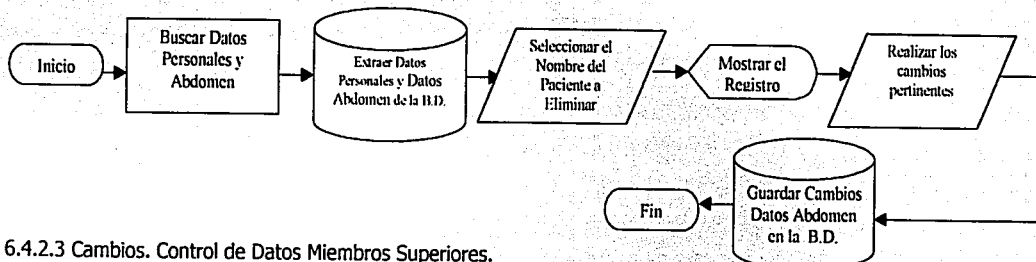 Inicio
Buscar Datos
Personales y
Abdomen
Extraer Datos
Personales y Datos
Abdomen de la B.D.
Seleccionar el
Nombre del
Paciente a
Eliminar
Mostrar el
Registro
Realizar los
cambios
pertinentes
Guardar Cambios
Datos Abdomen
en la B.D.
Fin
6.4.2.3 Cambios. Control de Datos Miembros Superiores.